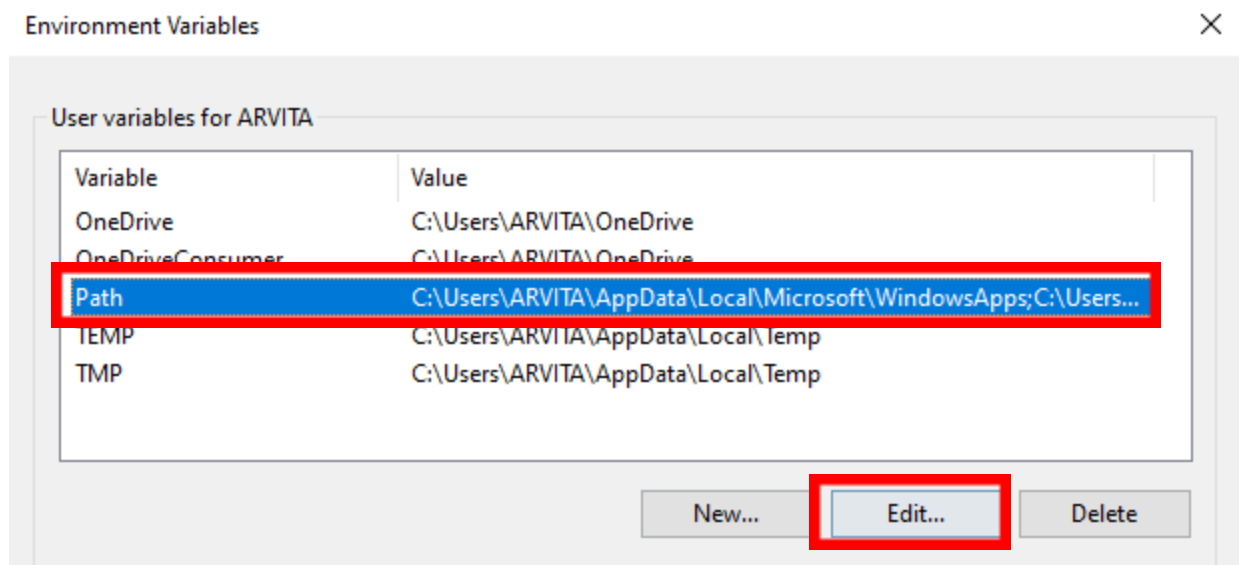 Environment Variables
User variables for ARVITA
Variable Value
OneDrive C:\Users\ARVITA\OneDrive
OneDriveConsumer C:\Users\ARVITA\OneDrive
Path C:\Users\ARVITA\AppData\Local\Microsoft\WindowsApps;C:\Users...
TEMP C:\Users\ARVITA\AppData\Local\Temp
TMP C:\Users\ARVITA\AppData\Local\Temp
New... Edit... Delete